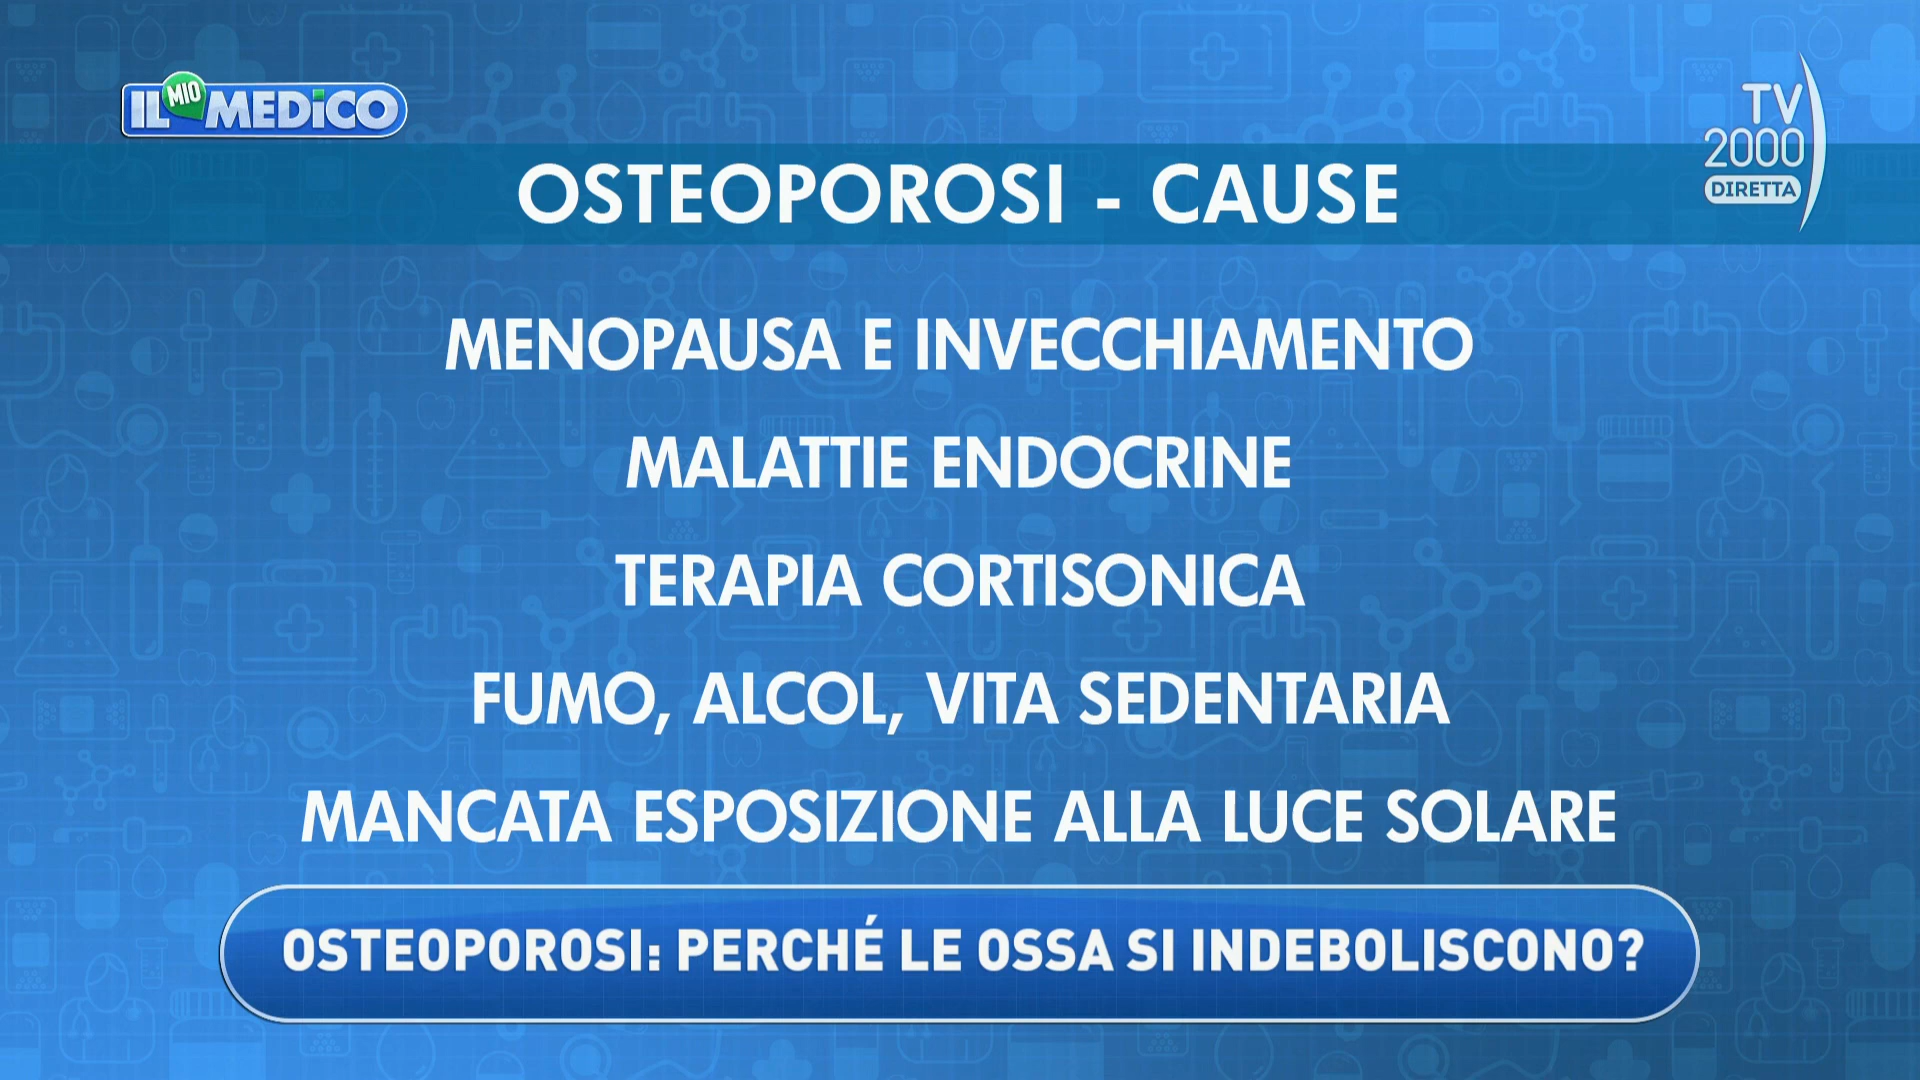 IL MIO MEDICO
TV
2000
DIRETTA
OSTEOPOROSI - CAUSE
MENOPAUSA E INVECCHIAMENTO
MALATTIE ENDOCRINE
TERAPIA CORTISONICA
FUMO, ALCOL, VITA SEDENTARIA
MANCATA ESPOSIZIONE ALLA LUCE SOLARE
OSTEOPOROSI: PERCHÉ LE OSSA SI INDEBOLISCONO?